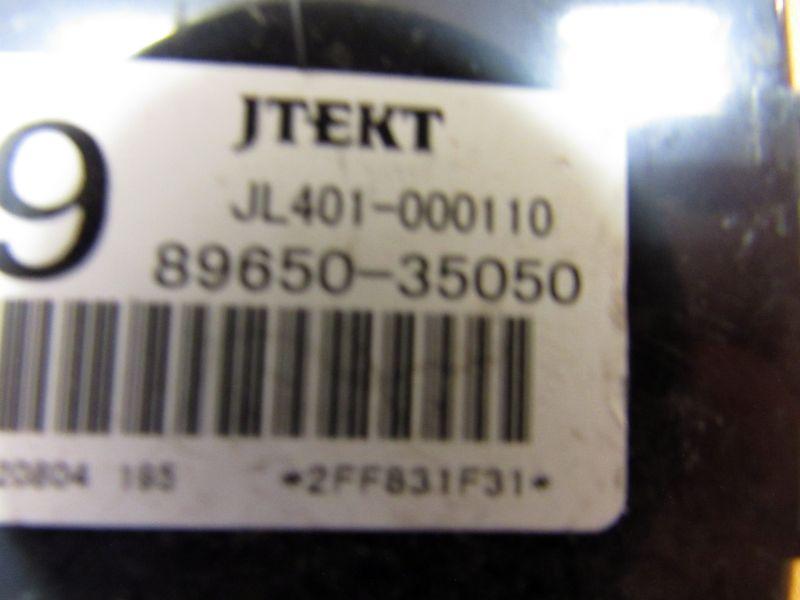 JTEKT
9
JL401-000110
89650-35050
20804 185 *2FF831F31*